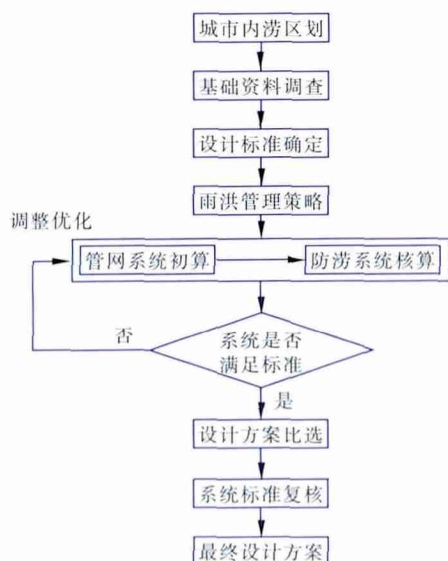 城市内涝区划
基础资料调查
设计标准确定
雨洪管理策略
调整优化
管网系统初算
防涝系统核算
系统是否
满足标准
否
是
设计方案比选
系统标准复核
最终设计方案